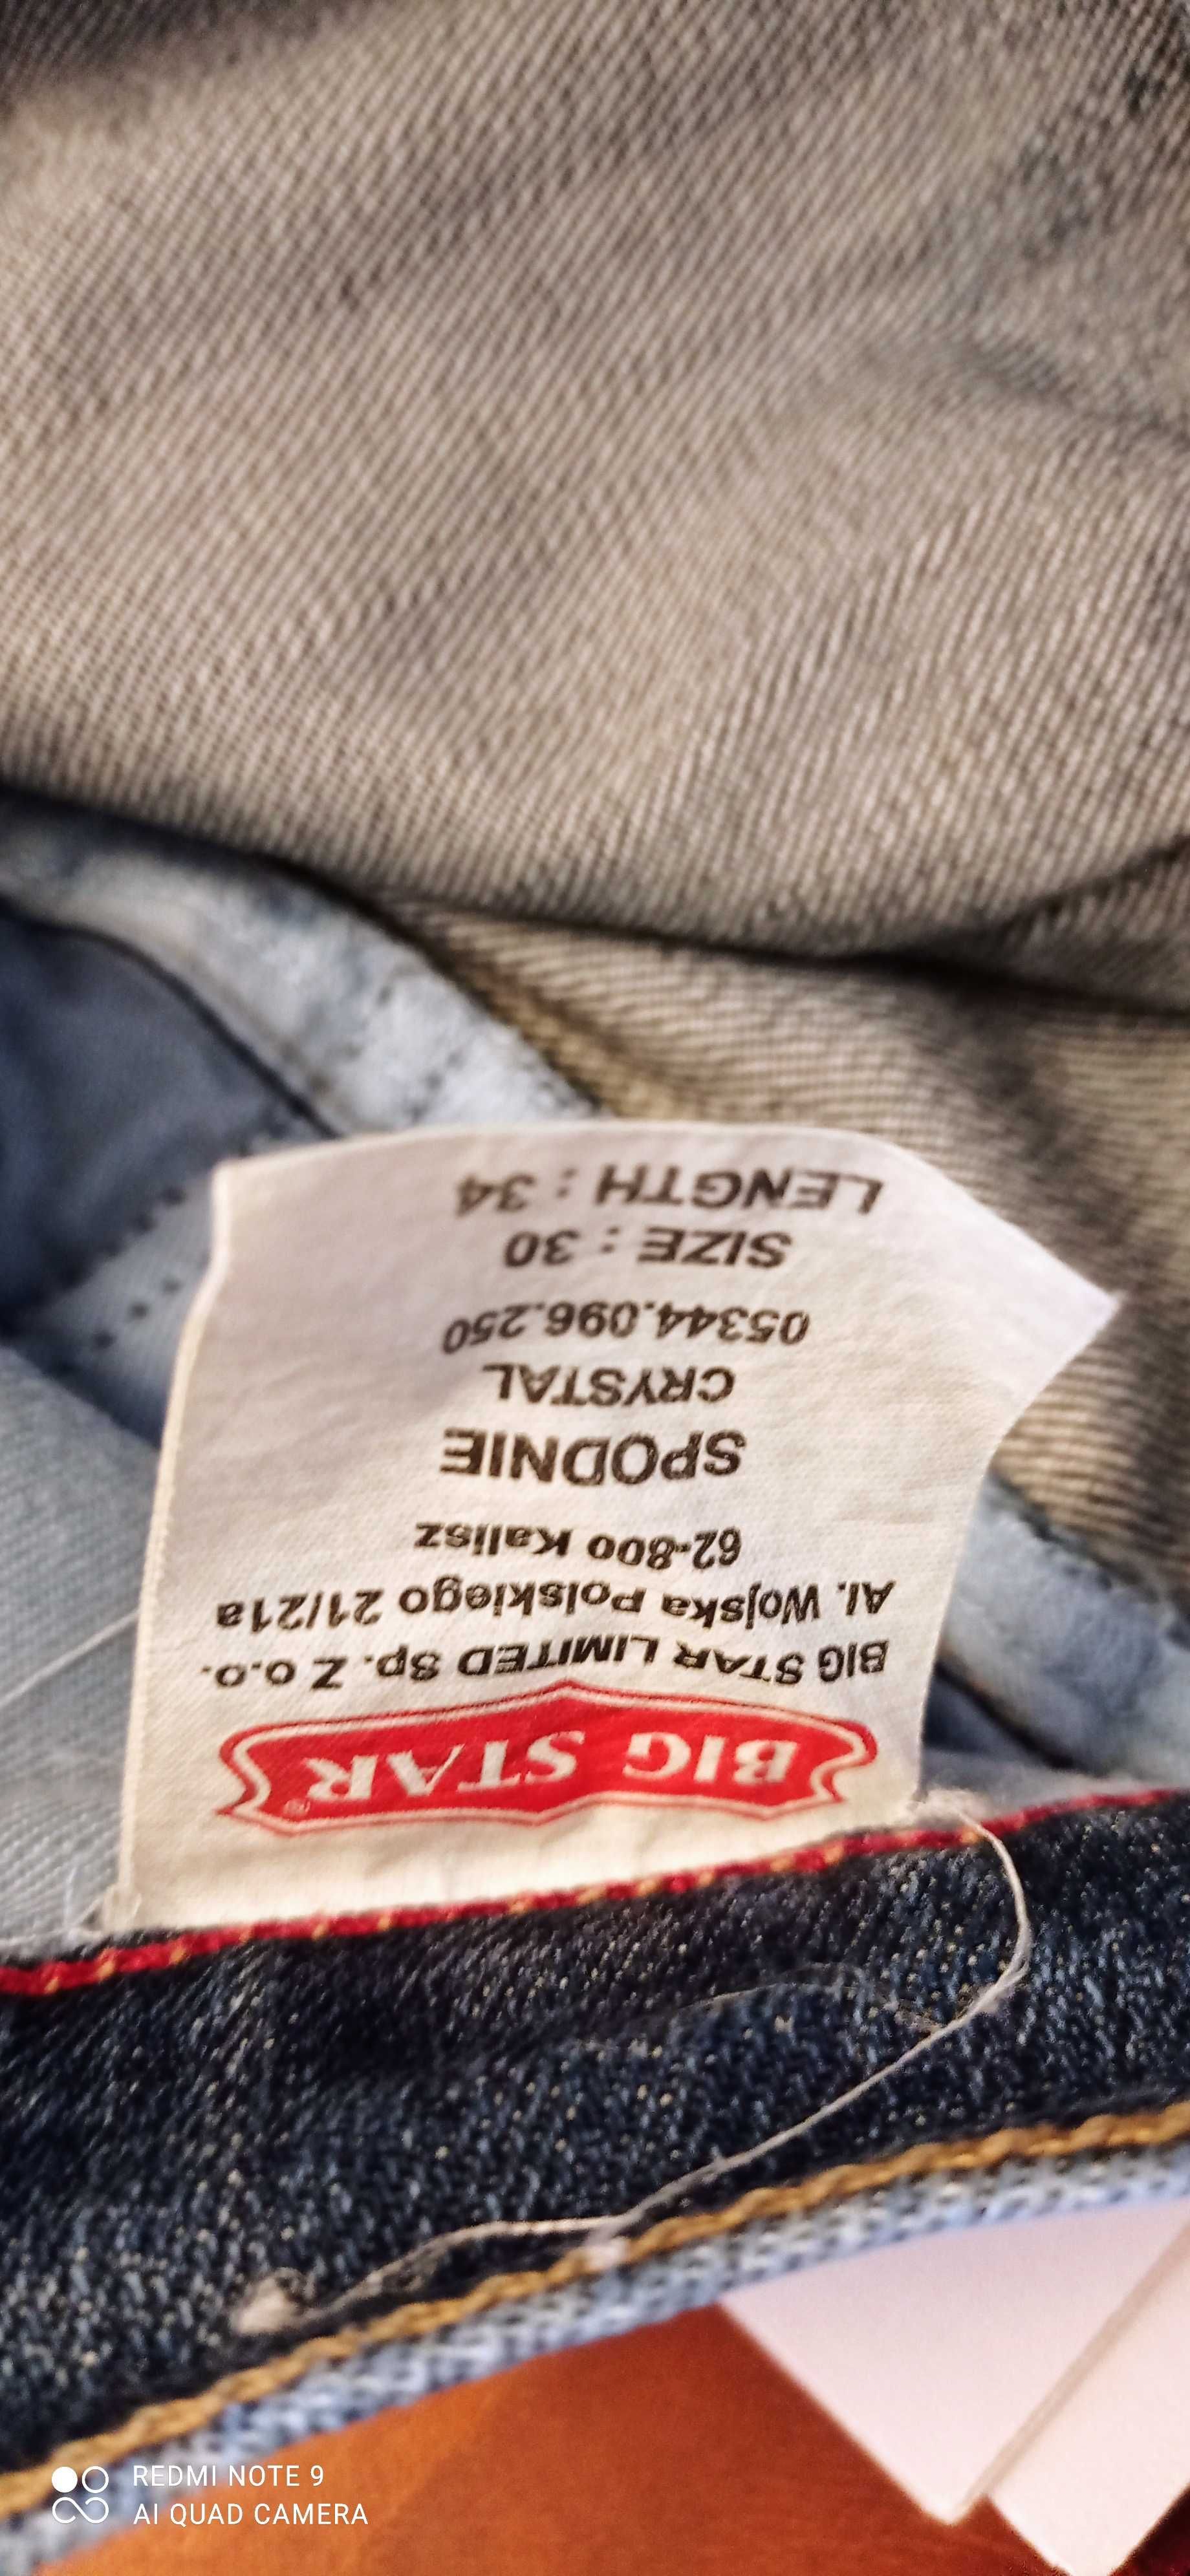 BIG STAR®
BIG STAR LIMITED Sp. Z o.o.
Al. Wojska Polskiego 21/21a
62-800 Kalisz
SPODNIE
CRYSTAL
05344.096.250
SIZE : 30
LENGTH : 34
REDMI NOTE 9
AI QUAD CAMERA